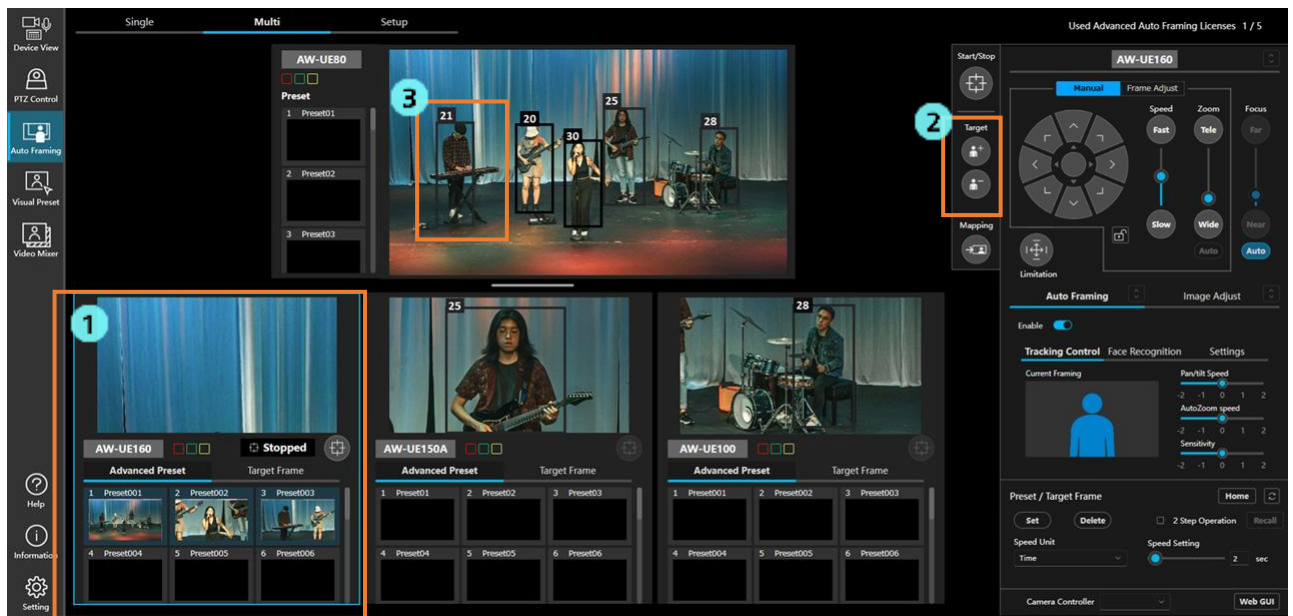 Single Multi Setup
Used Advanced Auto Framing Licenses 1 / 5
Device View
PTZ Control
Auto Framing
Visual Preset
Video Mixer
Help
Information
Setting
AW-UE80
Preset
1 Preset01
2 Preset02
3 Preset03
3
21
20
30
25
28
2
Start/Stop
Target
Mapping
1
AW-UE160
Stopped
Advanced Preset Target Frame
1 Preset001 2 Preset002 3 Preset003
4 Preset004 5 Preset005 6 Preset006
25
AW-UE150A
Advanced Preset Target Frame
1 Preset01 2 Preset02 3 Preset03
4 Preset04 5 Preset05 6 Preset06
28
AW-UE100
Advanced Preset Target Frame
1 Preset001 2 Preset002 3 Preset003
4 Preset004 5 Preset005 6 Preset006
AW-UE160
Manual Frame Adjust
Speed Zoom Focus
Fast Tele Far
Slow Wide Near
Auto Auto
Limitation
Auto Framing Image Adjust
Enable
Tracking Control Face Recognition Settings
Current Framing
Pan/tilt Speed
-2 -1 0 1 2
AutoZoom speed
-2 -1 0 1 2
Sensitivity
-2 -1 0 1 2
Preset / Target Frame Home
Set Delete 2 Step Operation Recall
Speed Unit Speed Setting
Time 2 sec
Camera Controller Web GUI